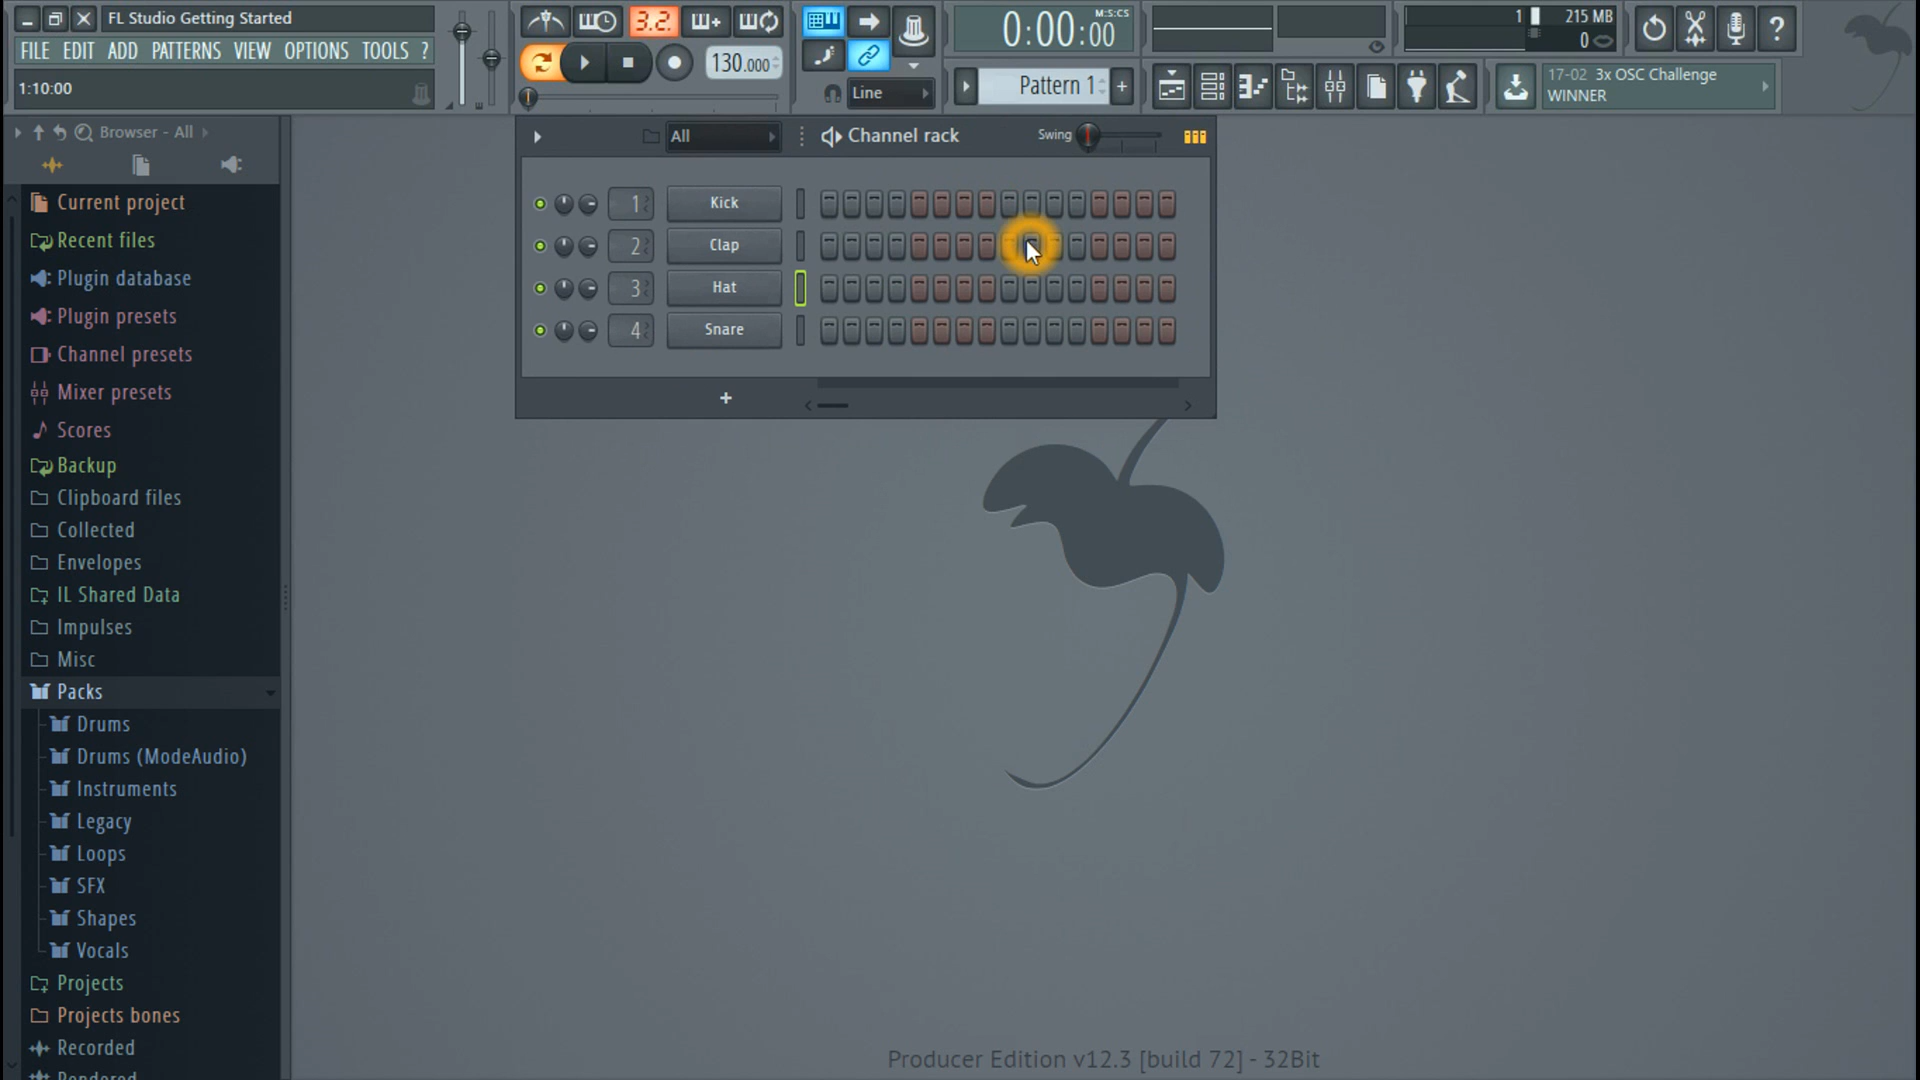 FL Studio Getting Started
FILE EDIT ADD PATTERNS VIEW OPTIONS TOOLS ?
1:10:00
3.2.
130.000
Line
0:00:00
M:S:CS
Pattern 1
+
1
215 MB
0
?
17-02 3x OSC Challenge
WINNER
Browser - All
Current project
Recent files
Plugin database
Plugin presets
Channel presets
Mixer presets
Scores
Backup
Clipboard files
Collected
Envelopes
IL Shared Data
Impulses
Misc
Packs
Drums
Drums (ModeAudio)
Instruments
Legacy
Loops
SFX
Shapes
Vocals
Projects
Projects bones
Recorded
Rendered
All
Channel rack
Swing
1 Kick
2 Clap
3 Hat
4 Snare
+
Producer Edition v12.3 [build 72] - 32Bit